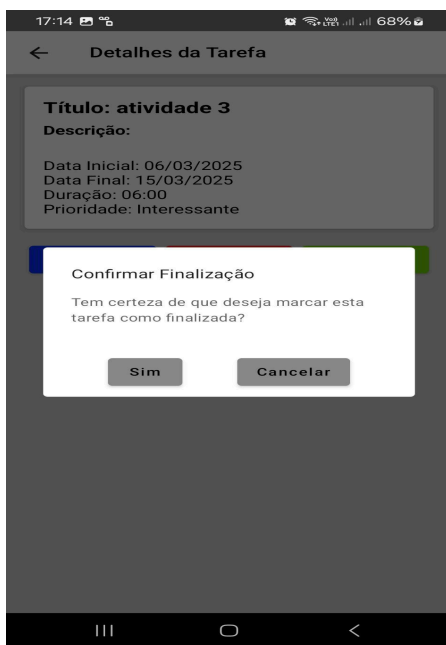 17:14
VoLTE1 68%
Detalhes da Tarefa
Título: atividade 3
Descrição:
Data Inicial: 06/03/2025
Data Final: 15/03/2025
Duração: 06:00
Prioridade: Interessante
Confirmar Finalização
Tem certeza de que deseja marcar esta
tarefa como finalizada?
Sim Cancelar